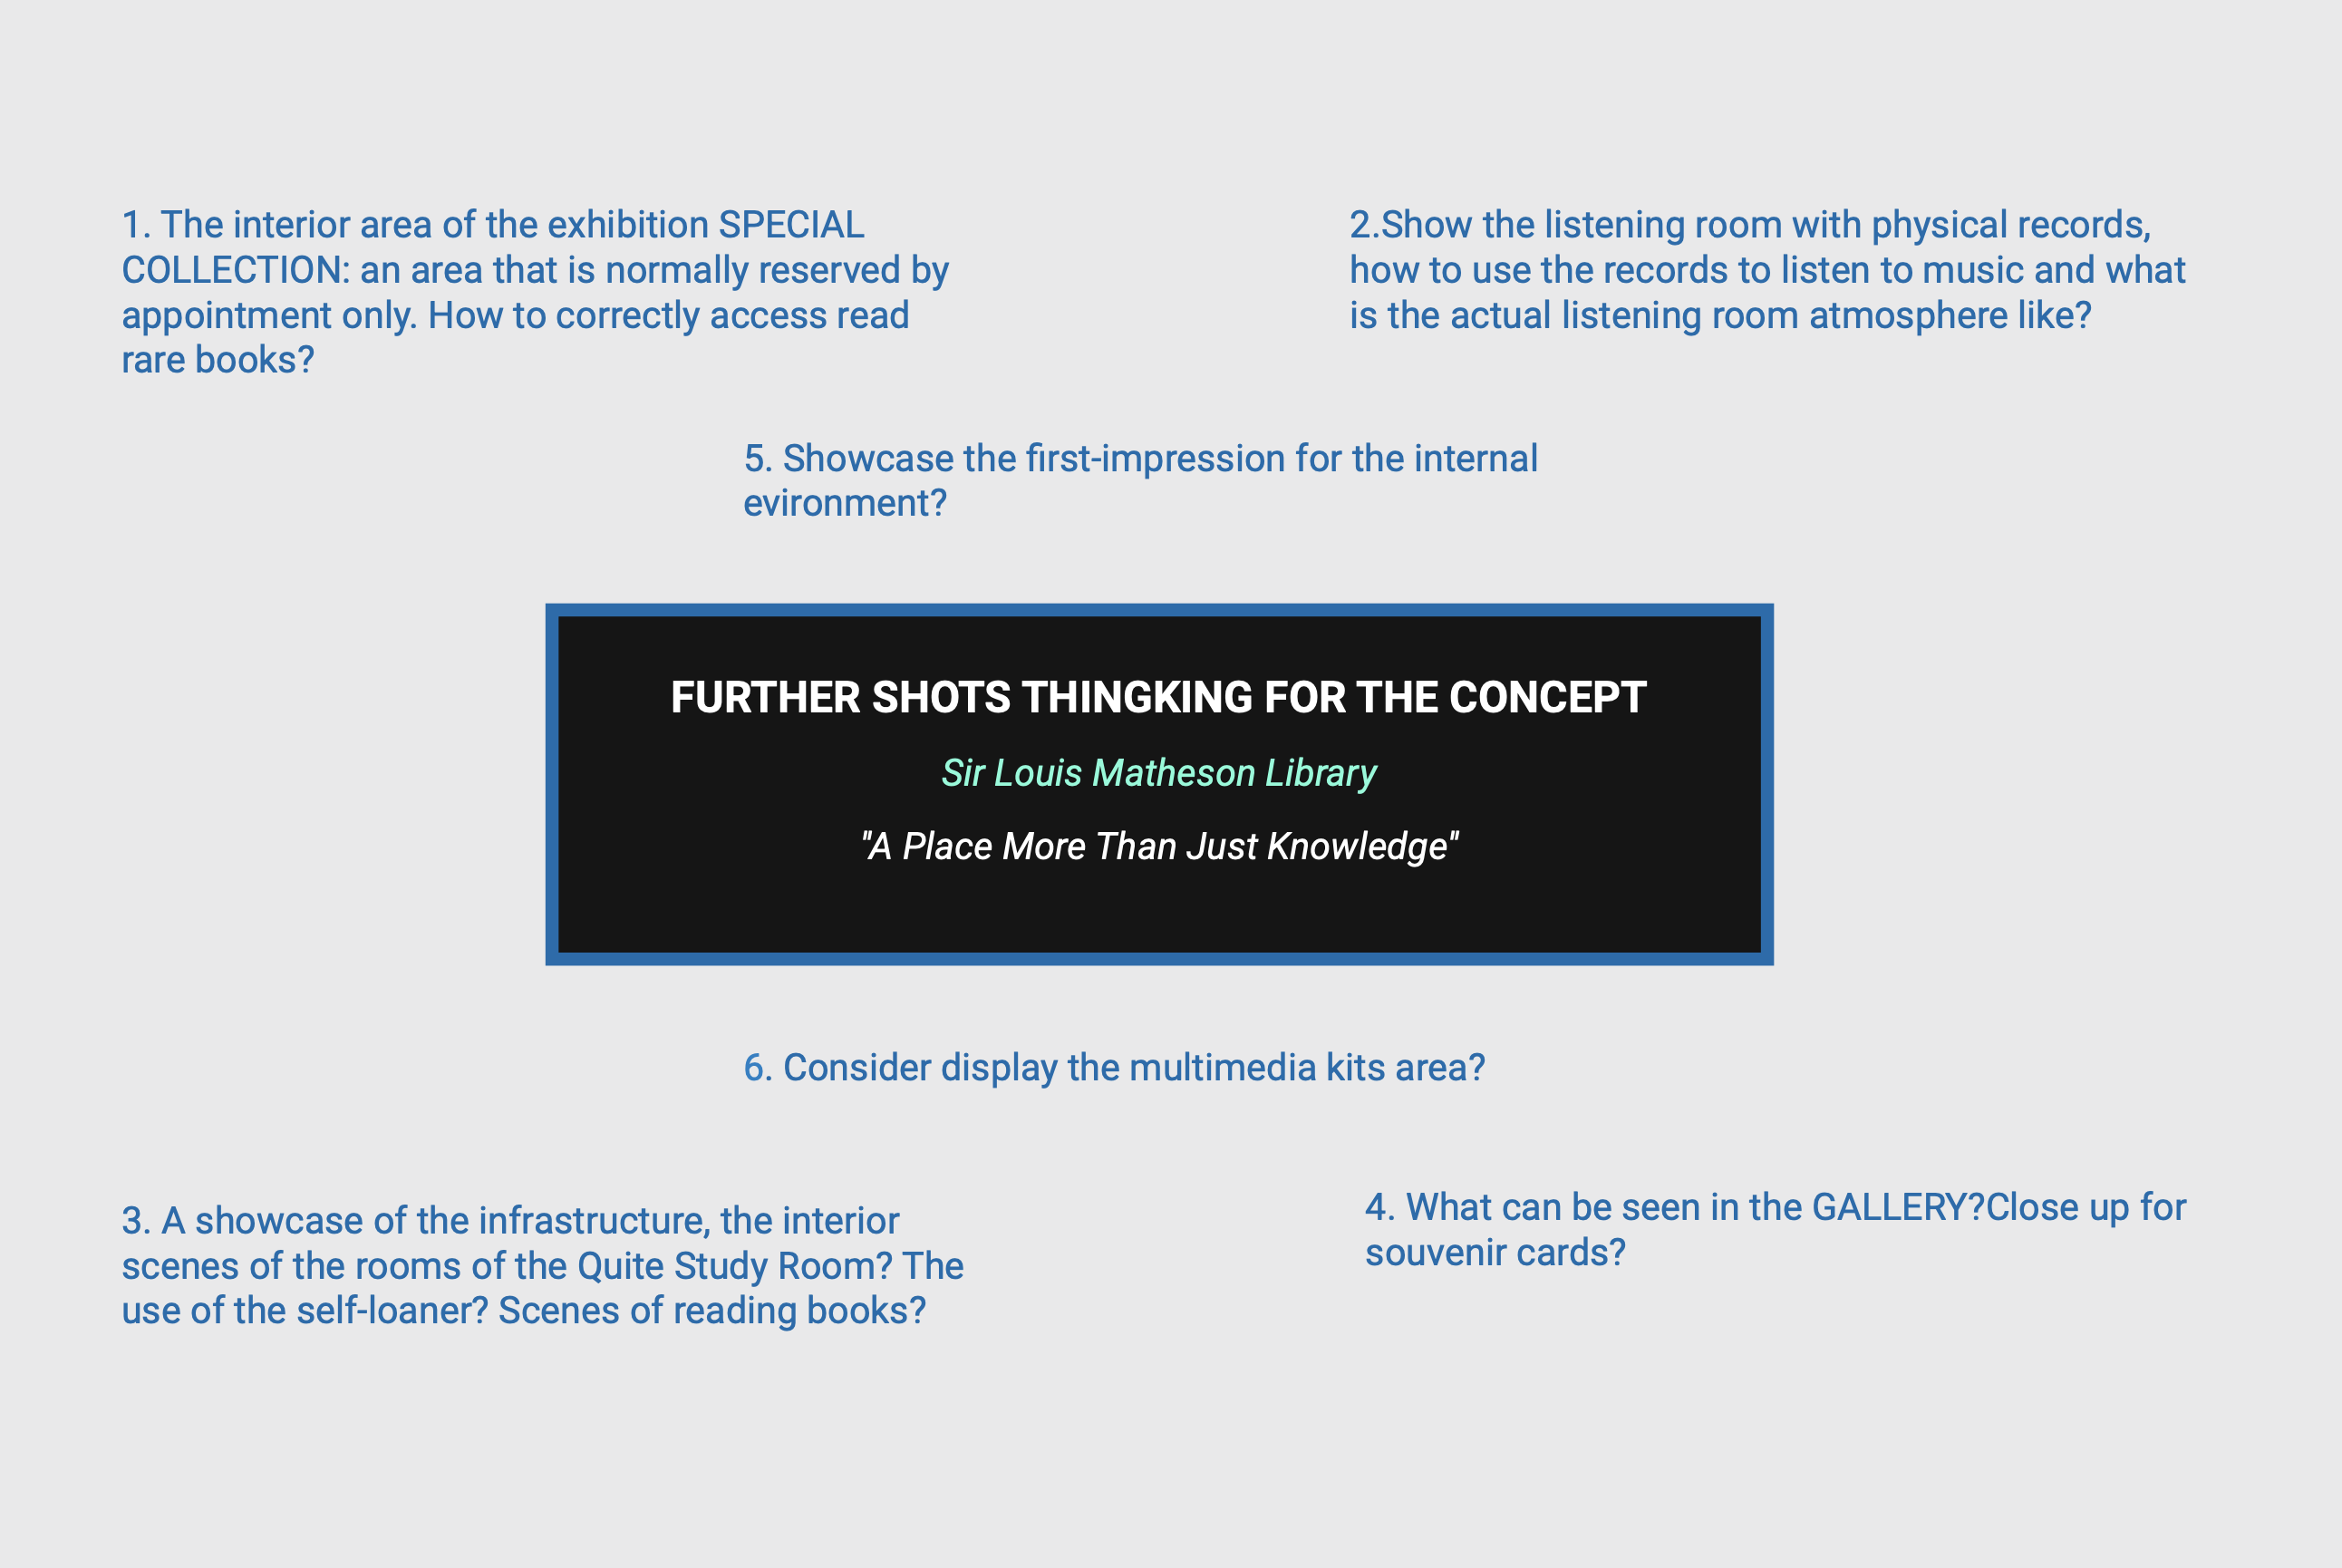 1. The interior area of the exhibition SPECIAL
COLLECTION: an area that is normally reserved by
appointment only. How to correctly access read
rare books?
2.Show the listening room with physical records,
how to use the records to listen to music and what
is the actual listening room atmosphere like?
5. Showcase the first-impression for the internal
evironment?
FURTHER SHOTS THINGKING FOR THE CONCEPT
Sir Louis Matheson Library
"A Place More Than Just Knowledge"
6. Consider display the multimedia kits area?
3. A showcase of the infrastructure, the interior
scenes of the rooms of the Quite Study Room? The
use of the self-loaner? Scenes of reading books?
4. What can be seen in the GALLERY?Close up for
souvenir cards?